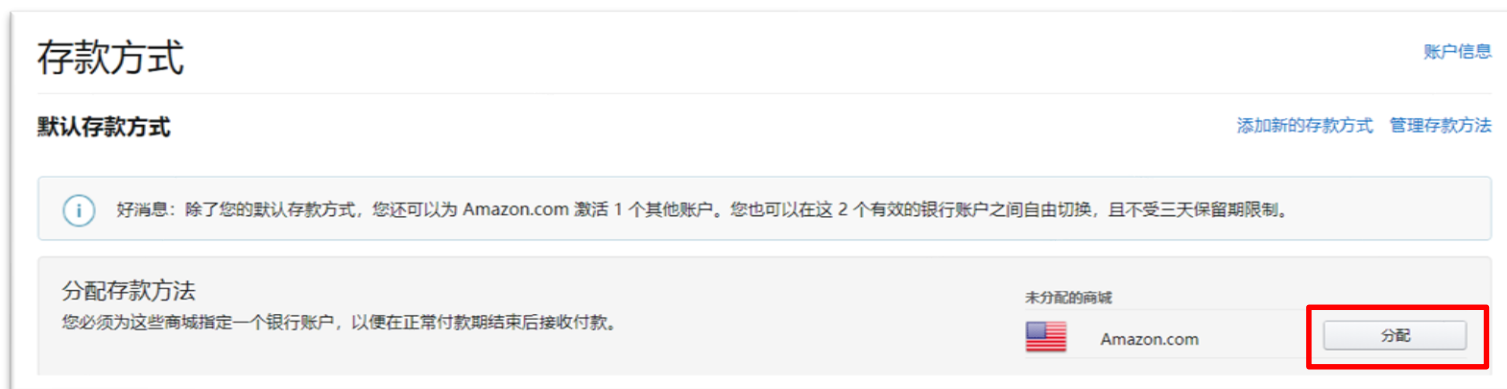 存款方式
账户信息
默认存款方式
添加新的存款方式 管理存款方法
好消息：除了您的默认存款方式，您还可以为 Amazon.com 激活 1 个其他账户。您也可以在这 2 个有效的银行账户之间自由切换，且不受三天保留期限制。
分配存款方法
您必须为这些商城指定一个银行账户，以便在正常付款期结束后接收付款。
未分配的商城
Amazon.com
分配